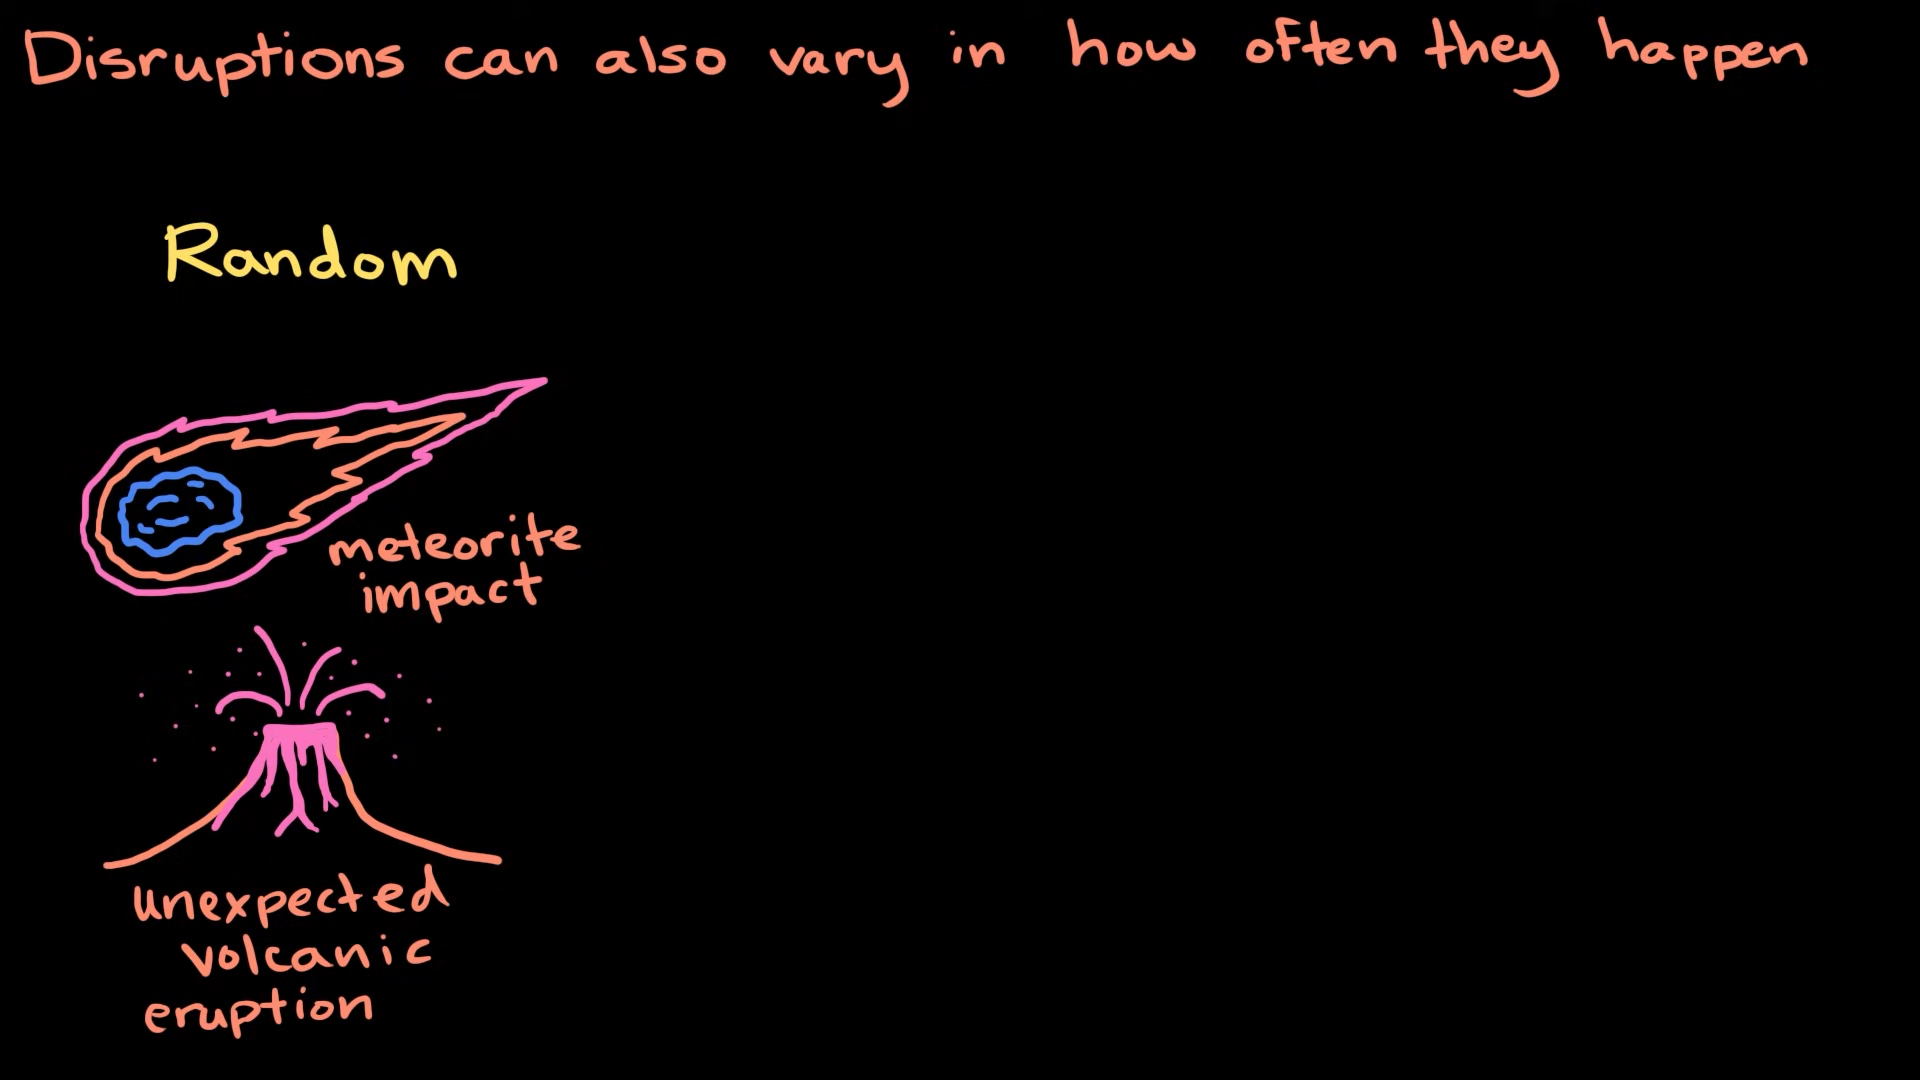 Disruptions can also vary in how often they happen
Random
meteorite
impact
unexpected
volcanic
eruption